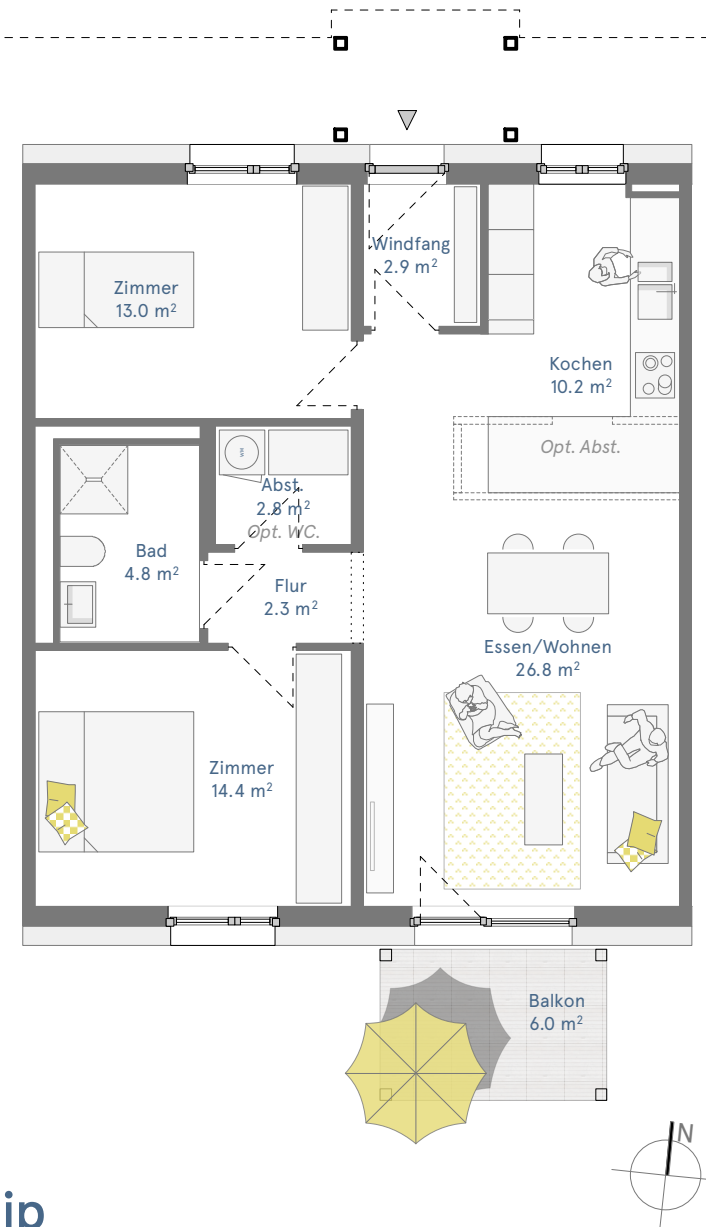 Windfang
2.9 m²
Zimmer
13.0 m²
Kochen
10.2 m²
Opt. Abst.
WM
Abst.
2.8 m²
Opt. WC.
Bad
4.8 m²
Flur
2.3 m²
Essen/Wohnen
26.8 m²
Zimmer
14.4 m²
Balkon
6.0 m²
N
ip